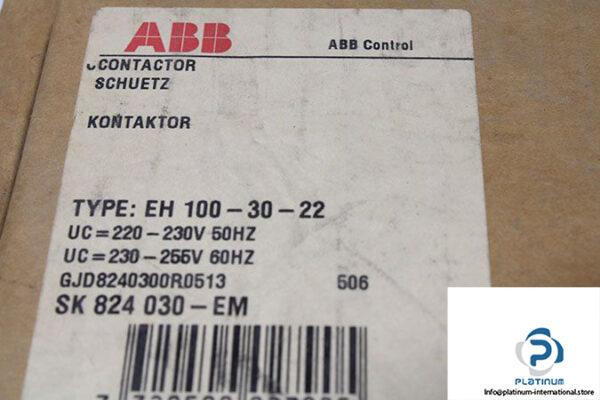 ABB
ABB Control
CONTACTOR
SCHUETZ
KONTAKTOR
TYPE: EH 100-30-22
UC=220-230V 50HZ
UC=230-255V 60HZ
GJD8240300R0513 506
SK 824 030-EM
PLATINUM
Info@platinum-international.store